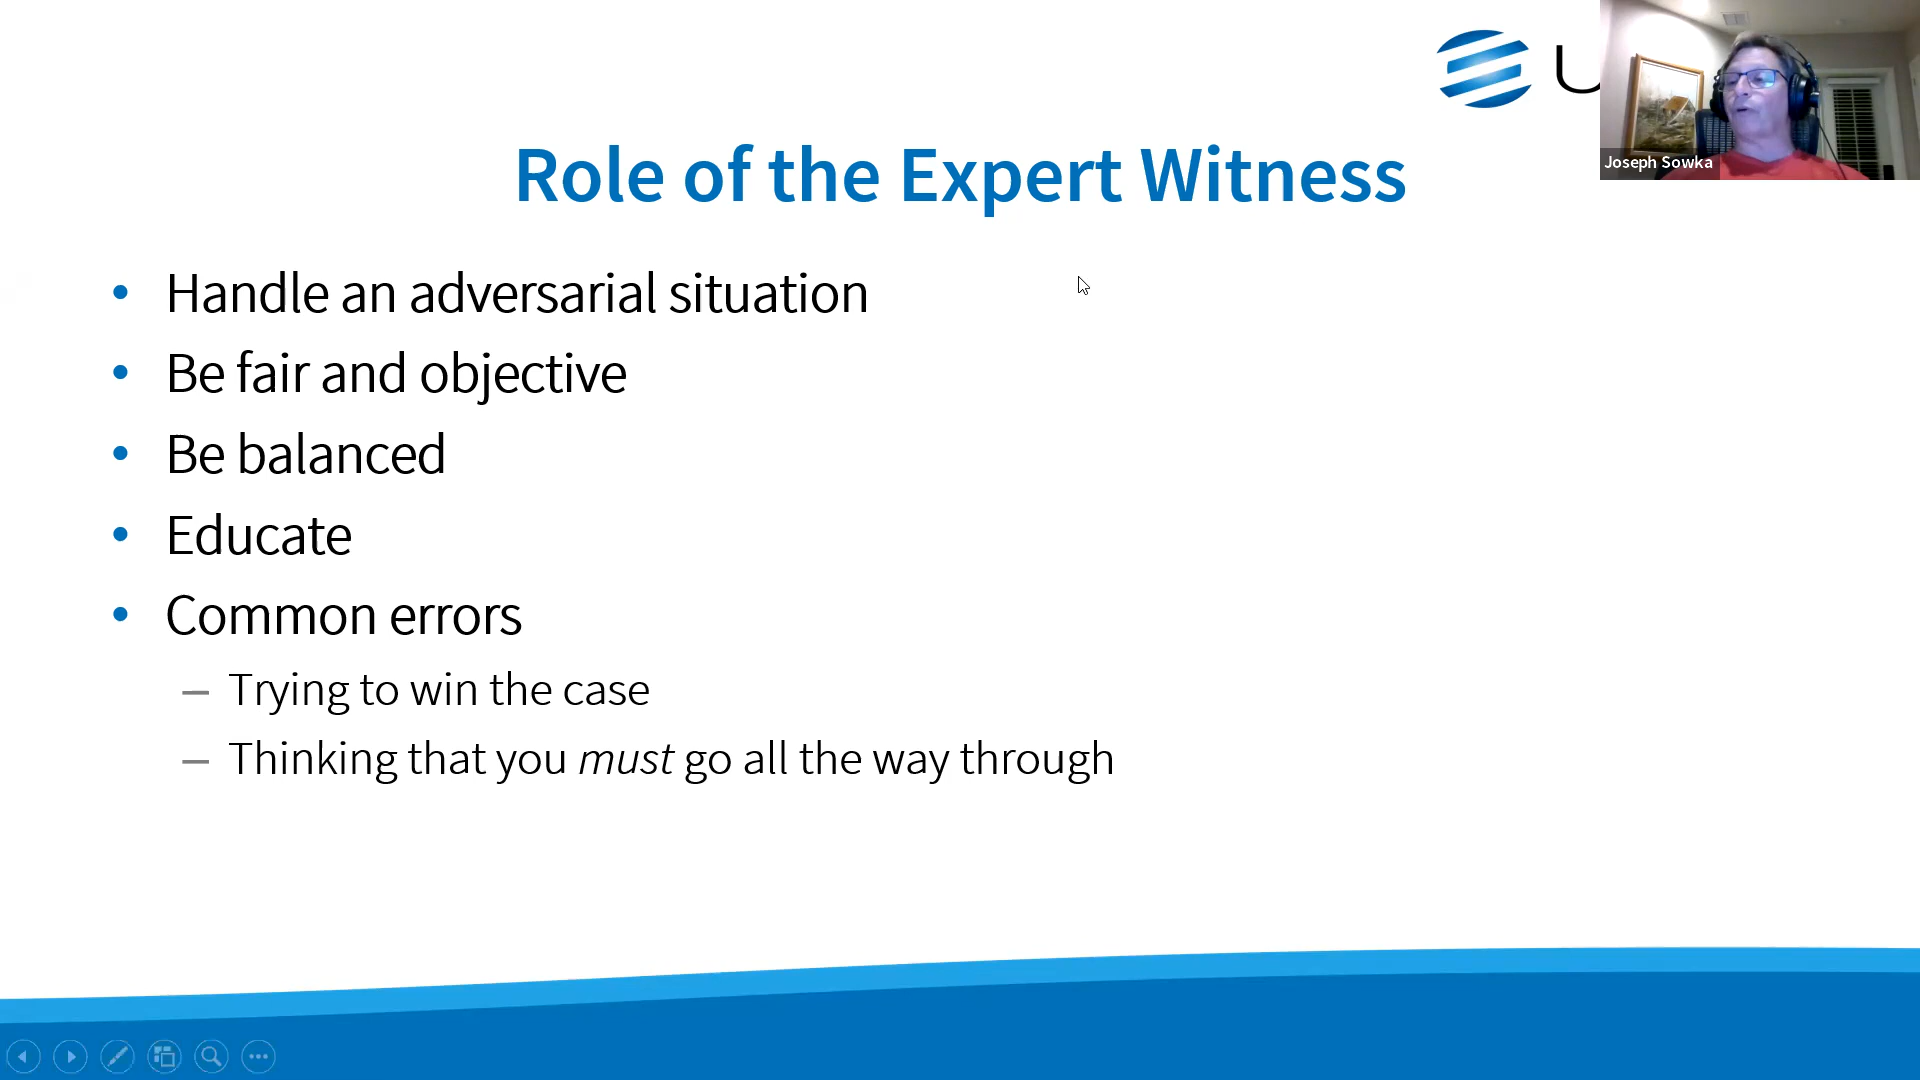 Role of the Expert Witness
Joseph Sowka
• Handle an adversarial situation
• Be fair and objective
• Be balanced
• Educate
• Common errors
– Trying to win the case
– Thinking that you must go all the way through